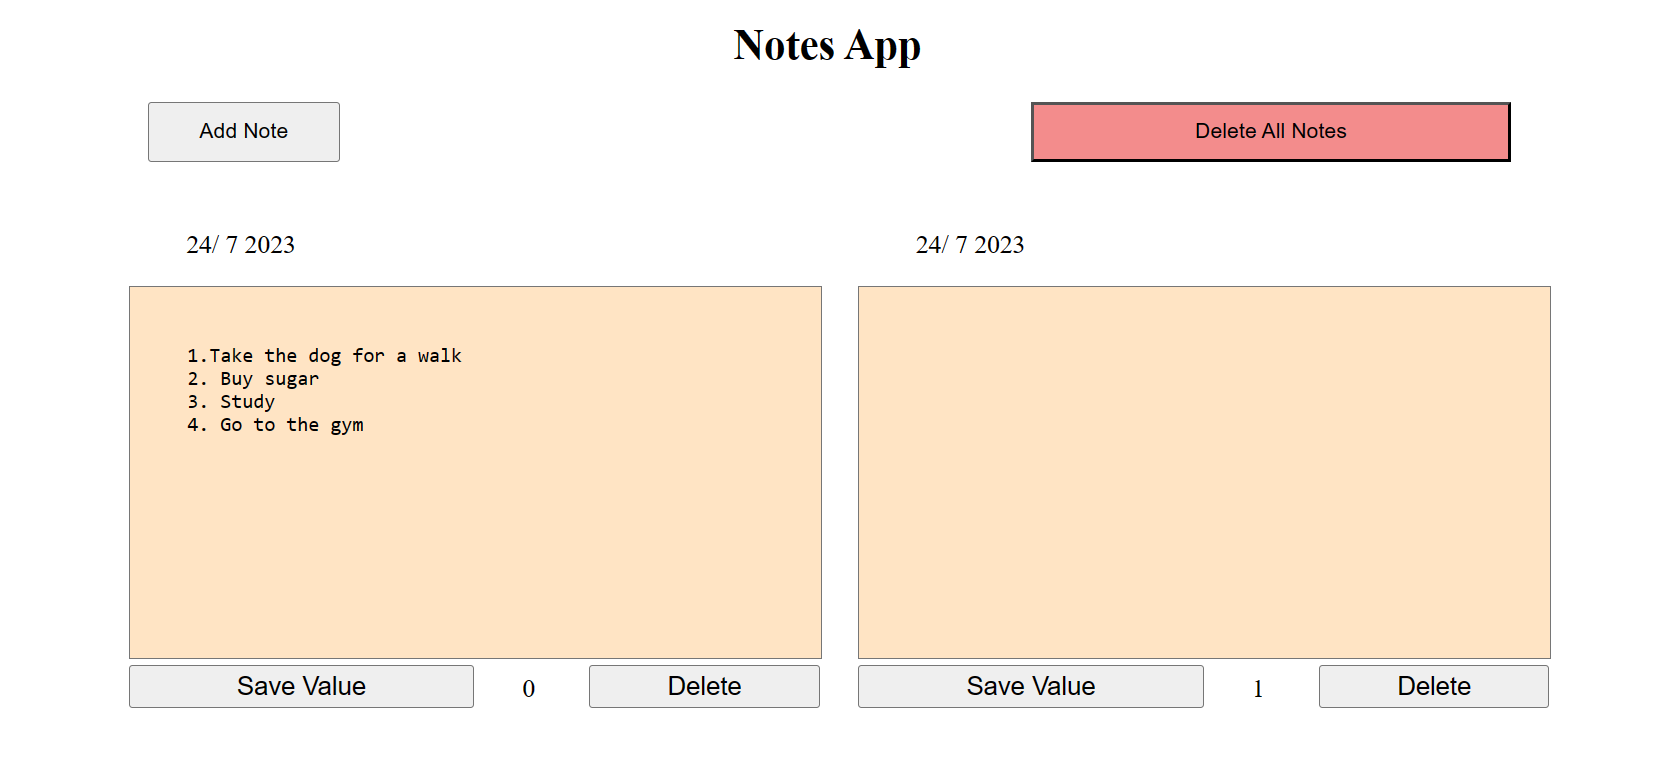 Notes App
Add Note
Delete All Notes
24/ 7 2023
24/ 7 2023
1.Take the dog for a walk
2. Buy sugar
3. Study
4. Go to the gym
Save Value
0
Delete
Save Value
1
Delete